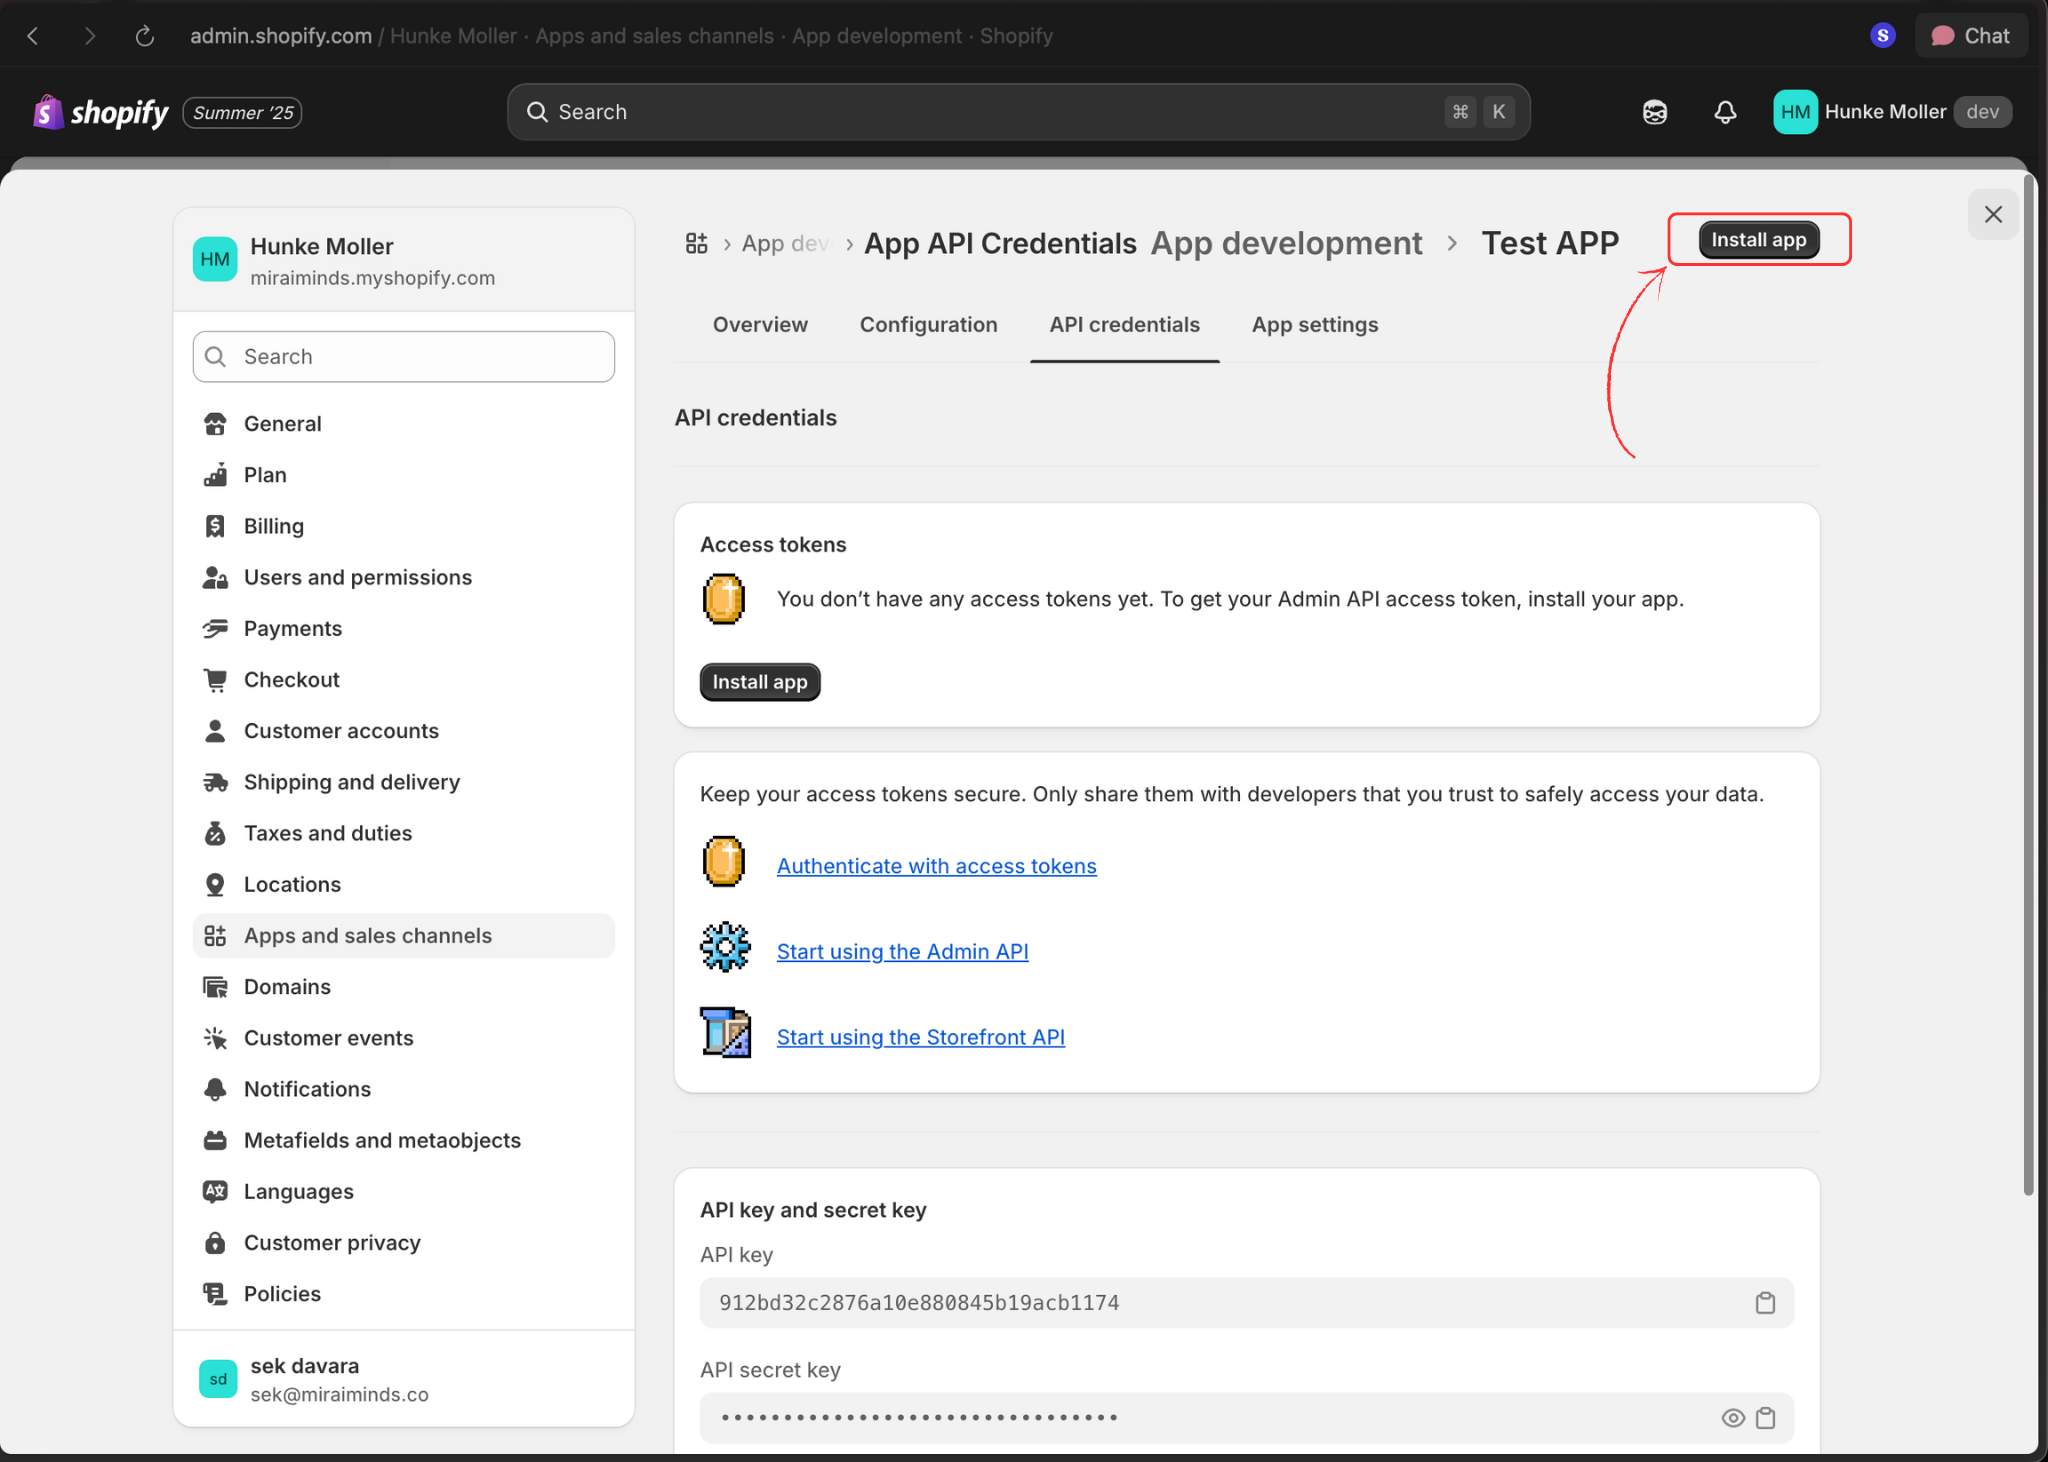 admin.shopify.com / Hunke Moller · Apps and sales channels · App development · Shopify
S
Chat
shopify
Summer '25
Search
⌘ K
HM
Hunke Moller
dev
HM
Hunke Moller
miraiminds.myshopify.com
Search
General
Plan
Billing
Users and permissions
Payments
Checkout
Customer accounts
Shipping and delivery
Taxes and duties
Locations
Apps and sales channels
Domains
Customer events
Notifications
Metafields and metaobjects
Languages
Customer privacy
Policies
sd
sek davara
sek@miraiminds.co
App dev › App API Credentials App development › Test APP
Install app
Overview
Configuration
API credentials
App settings
API credentials
Access tokens
You don’t have any access tokens yet. To get your Admin API access token, install your app.
Install app
Keep your access tokens secure. Only share them with developers that you trust to safely access your data.
Authenticate with access tokens
Start using the Admin API
Start using the Storefront API
API key and secret key
API key
912bd32c2876a10e880845b19acb1174
API secret key
••••••••••••••••••••••••••••••••